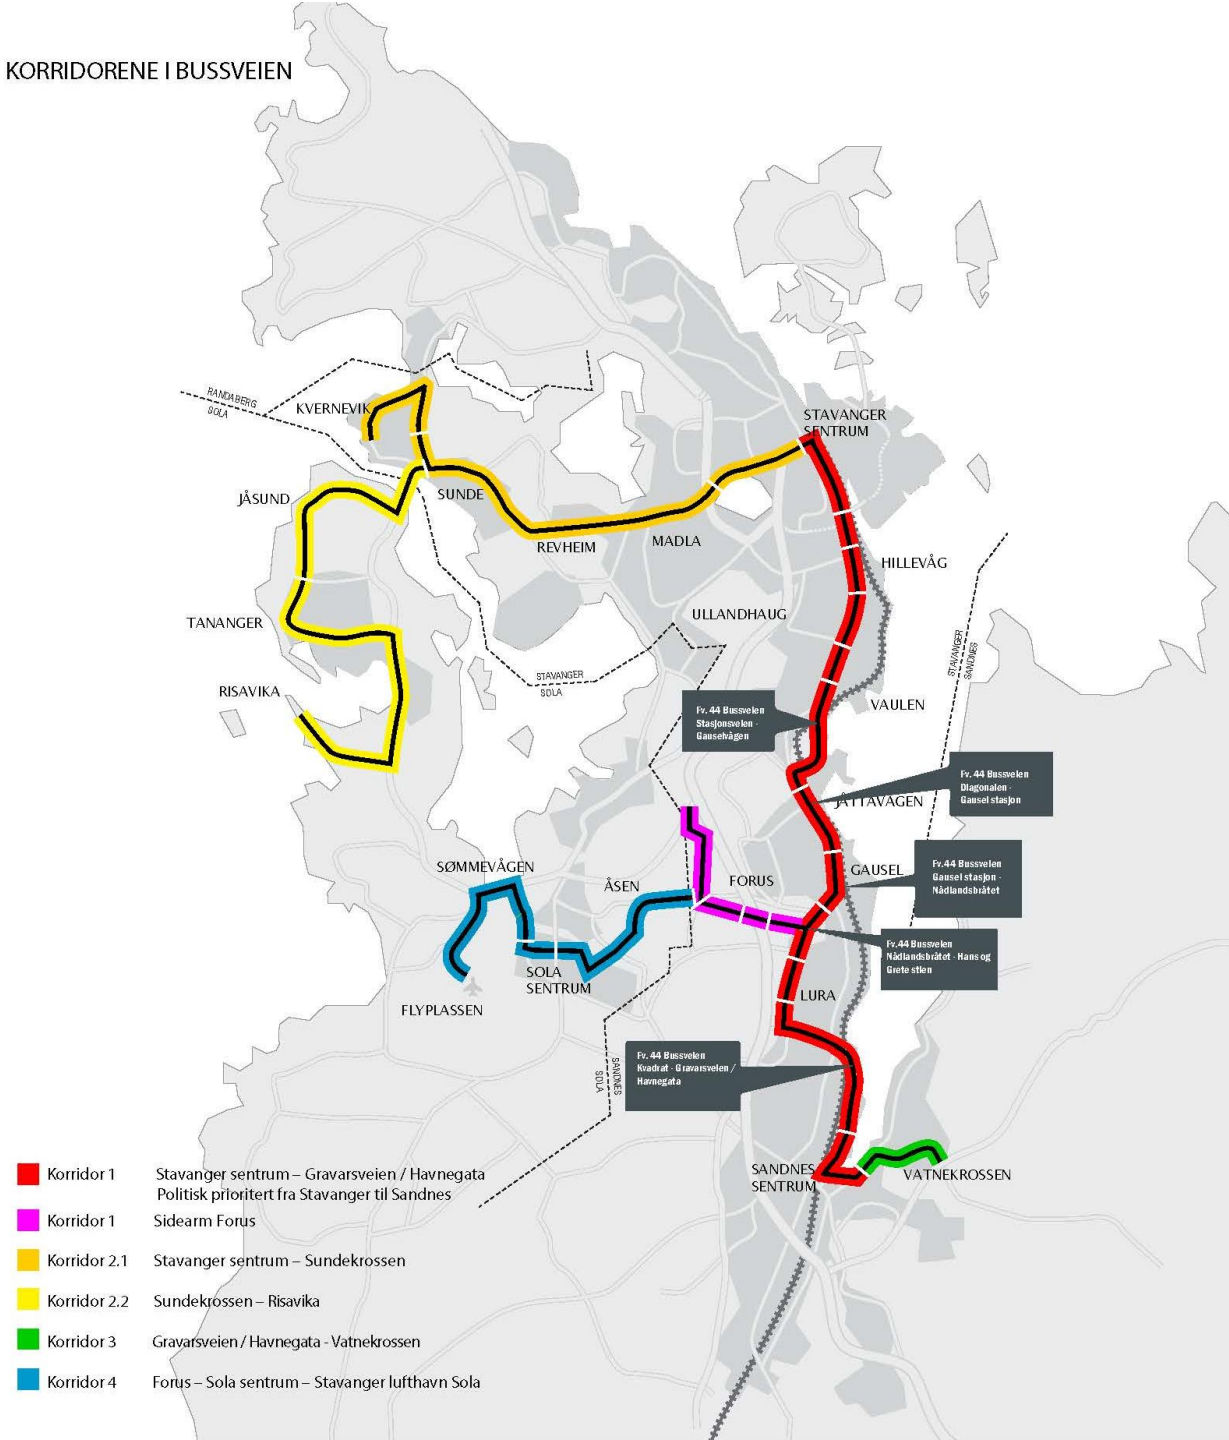 KORRIDORENE I BUSSVEIEN
RANDABERG
SOLA
KVERNEVIK
STAVANGER
SENTRUM
JÅSUND
SUNDE
REVHEIM
MADLA
HILLEVÅG
TANANGER
ULLANDHAUG
STAVANGER
SANDNES
STAVANGER
SOLA
RISAVIKA
VAULEN
Fv. 44 Bussveien
Stasjonsveien -
Gauselvågen
Fv. 44 Bussveien
Diagonalen -
Gausel stasjon
JÅTTAVÅGEN
SØMMEVÅGEN
ÅSEN
FORUS
GAUSEL
Fv.44 Bussveien
Gausel stasjon -
Nådlandsbråtet
Fv.44 Bussveien
Nådlandsbråtet - Hans og
Grete stien
SOLA
SENTRUM
LURA
FLYPLASSEN
Fv. 44 Bussveien
Kvadrat - Gravarsveien /
Havnegata
SANDNES
SOLA
SANDNES
SENTRUM
VATNEKROSSEN
Korridor 1 Stavanger sentrum – Gravarsveien / Havnegata
Politisk prioritert fra Stavanger til Sandnes
Korridor 1 Sidearm Forus
Korridor 2.1 Stavanger sentrum – Sundekrossen
Korridor 2.2 Sundekrossen – Risavika
Korridor 3 Gravarsveien / Havnegata - Vatnekrossen
Korridor 4 Forus – Sola sentrum – Stavanger lufthavn Sola